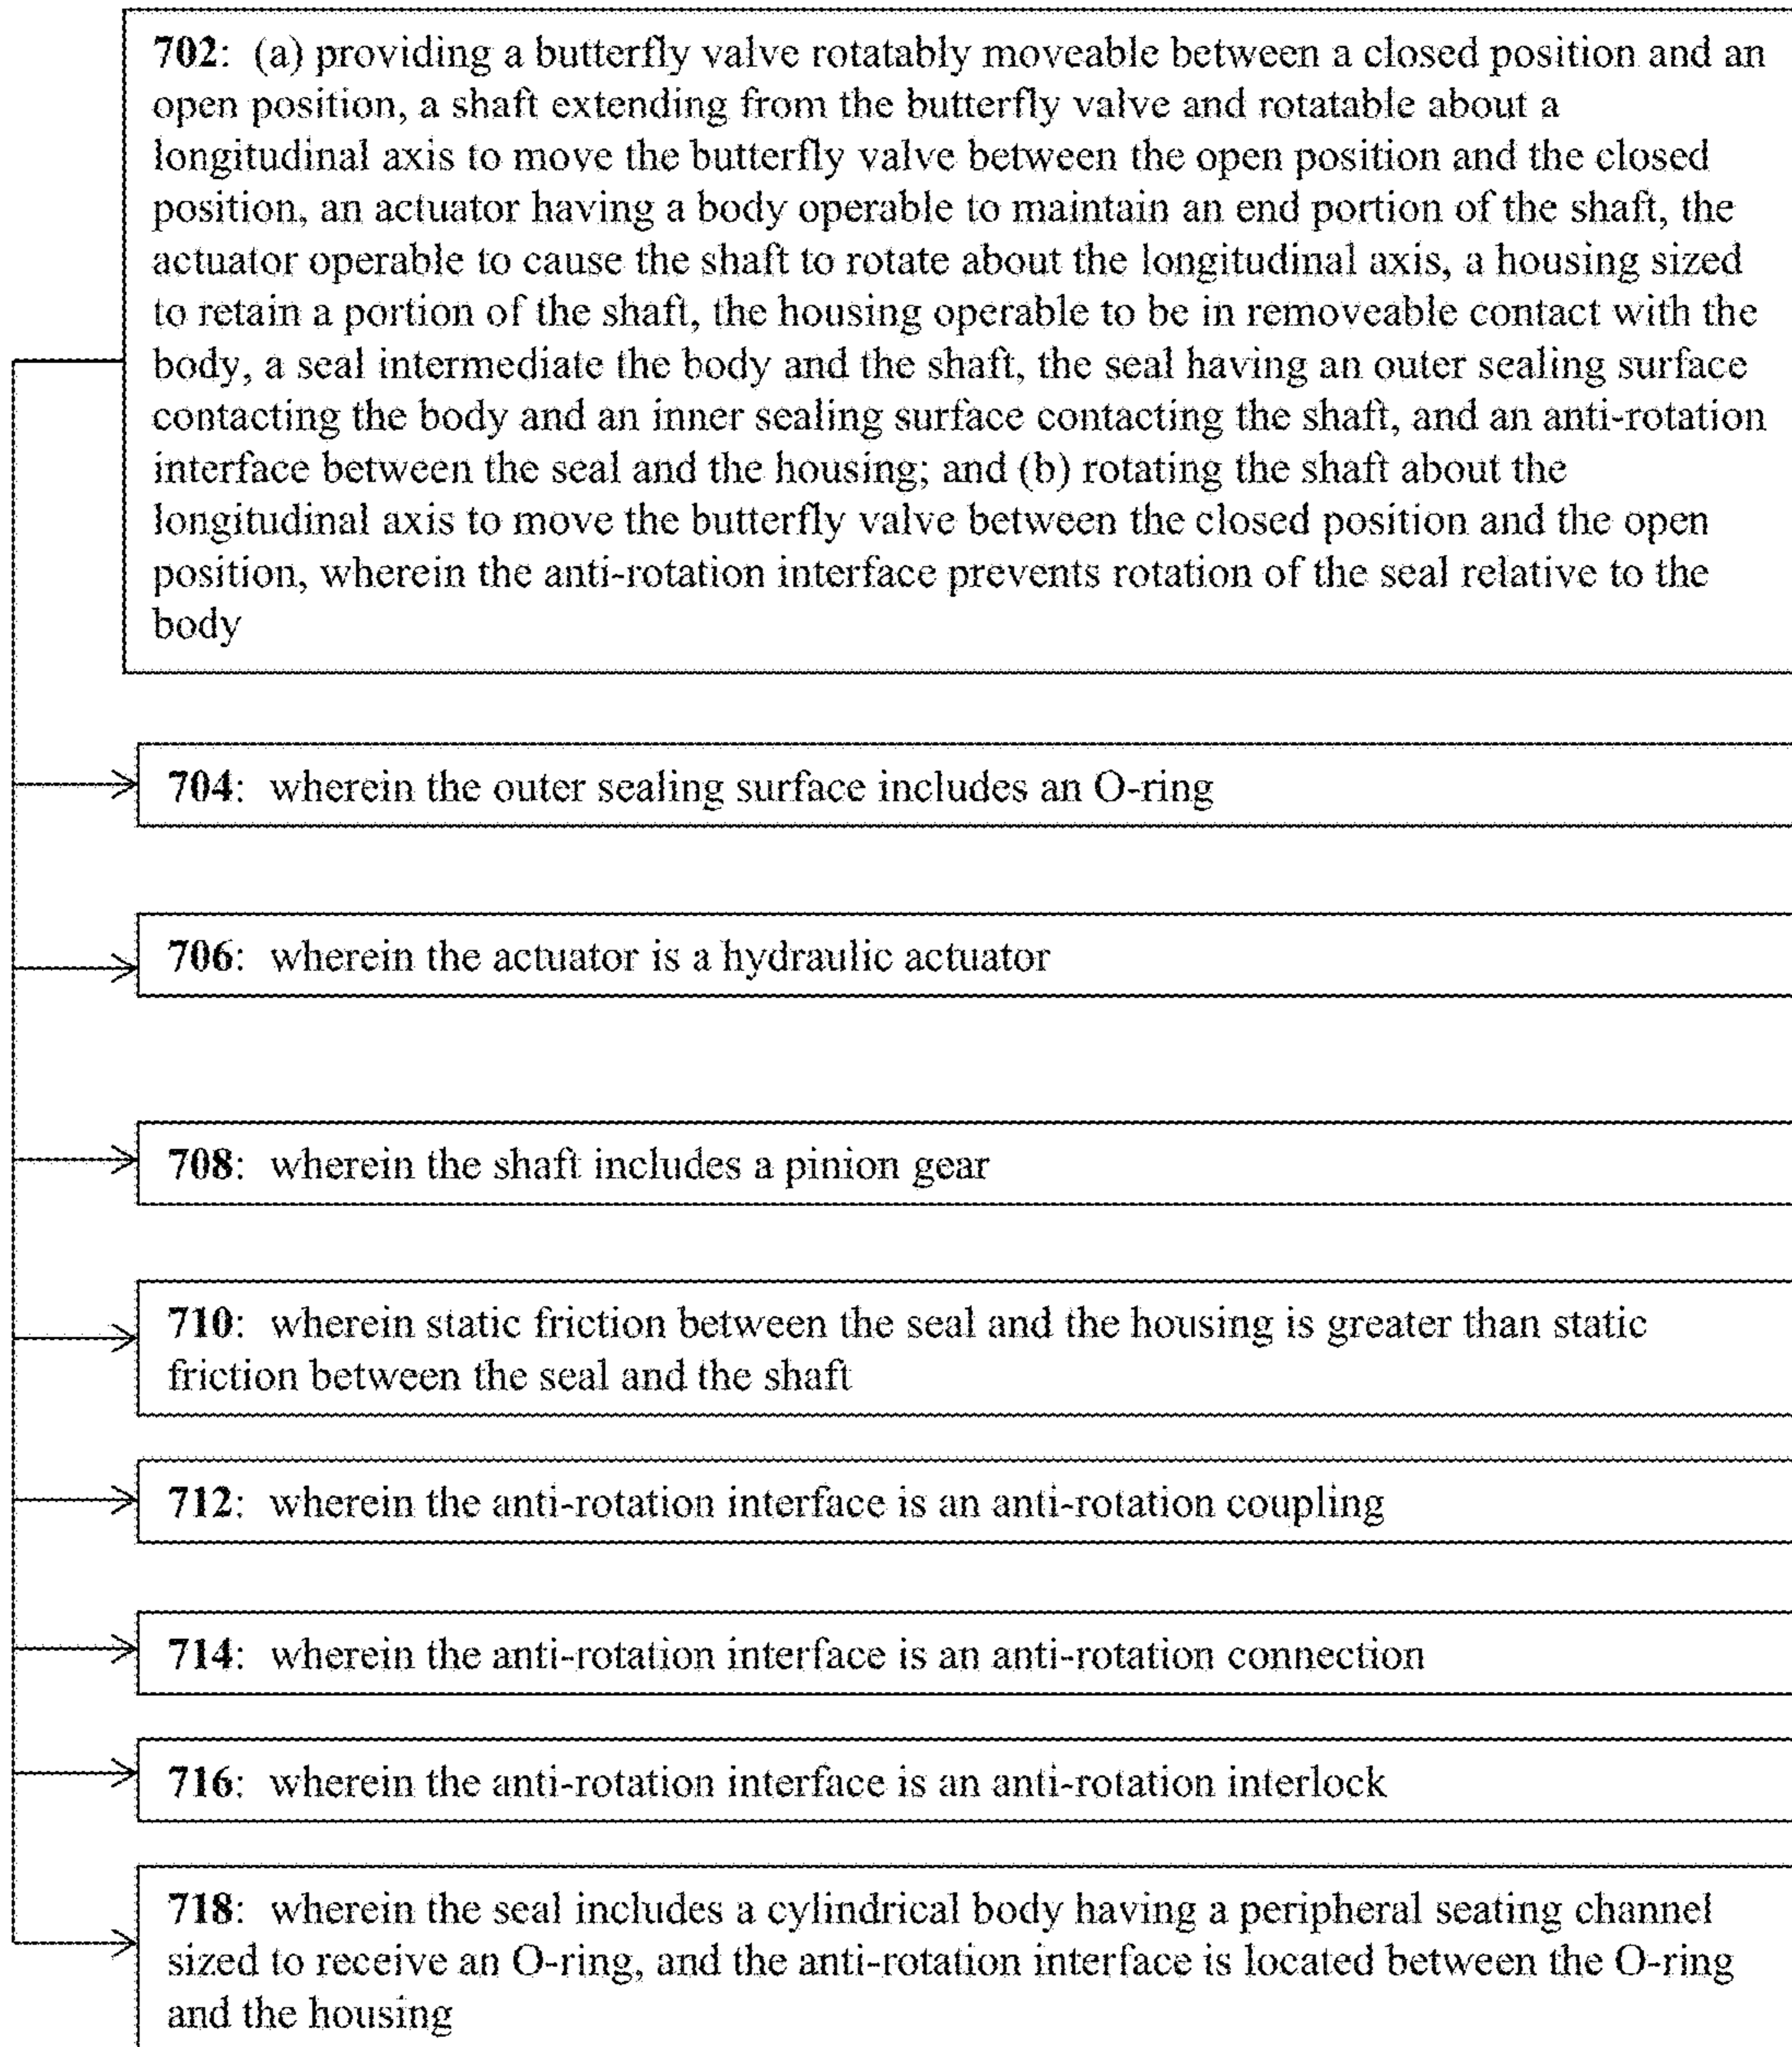 702: (a) providing a butterfly valve rotatably moveable between a closed position and an
open position, a shaft extending from the butterfly valve and rotatable about a
longitudinal axis to move the butterfly valve between the open position and the closed
position, an actuator having a body operable to maintain an end portion of the shaft, the
actuator operable to cause the shaft to rotate about the longitudinal axis, a housing sized
to retain a portion of the shaft, the housing operable to be in removeable contact with the
body, a seal intermediate the body and the shaft, the seal having an outer sealing surface
contacting the body and an inner sealing surface contacting the shaft, and an anti-rotation
interface between the seal and the housing; and (b) rotating the shaft about the
longitudinal axis to move the butterfly valve between the closed position and the open
position, wherein the anti-rotation interface prevents rotation of the seal relative to the
body
704: wherein the outer sealing surface includes an O-ring
706: wherein the actuator is a hydraulic actuator
708: wherein the shaft includes a pinion gear
710: wherein static friction between the seal and the housing is greater than static
friction between the seal and the shaft
712: wherein the anti-rotation interface is an anti-rotation coupling
714: wherein the anti-rotation interface is an anti-rotation connection
716: wherein the anti-rotation interface is an anti-rotation interlock
718: wherein the seal includes a cylindrical body having a peripheral seating channel
sized to receive an O-ring, and the anti-rotation interface is located between the O-ring
and the housing